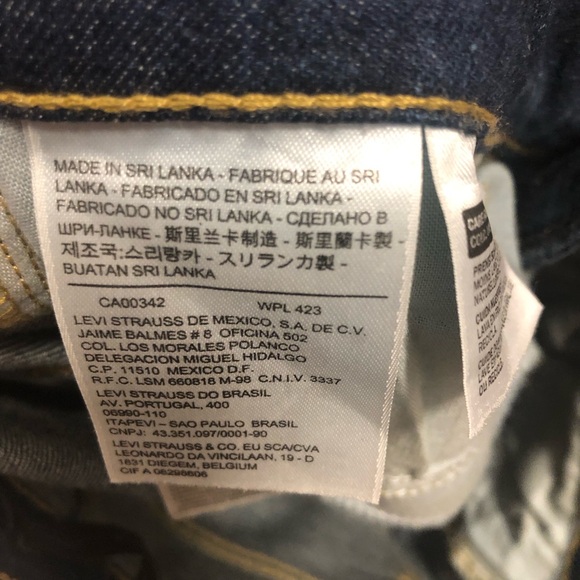 MADE IN SRI LANKA - FABRIQUE AU SRI
LANKA - FABRICADO EN SRI LANKA -
FABRICADO NO SRI LANKA - СДЕЛАНО В
ШРИ-ЛАНКЕ - 斯里兰卡制造 - 斯里蘭卡製 -
제조국:스리랑카 - スリランカ製 -
BUATAN SRI LANKA
CA00342 WPL 423
LEVI STRAUSS DE MEXICO, S.A. DE C.V.
JAIME BALMES # 8 OFICINA 502
COL. LOS MORALES POLANCO
DELEGACION MIGUEL HIDALGO
C.P. 11510 MEXICO D.F.
R.F.C. LSM 660818 M-98 C.N.I.V. 3337
LEVI STRAUSS DO BRASIL
AV. PORTUGAL, 400
06690-110
ITAPEVI – SAO PAULO BRASIL
CNPJ: 43.351.097/0001-90
LEVI STRAUSS & CO. EU SCA/CVA
LEONARDO DA VINCILAAN, 19 - D
1831 DIEGEM, BELGIUM
CIF A 08298606